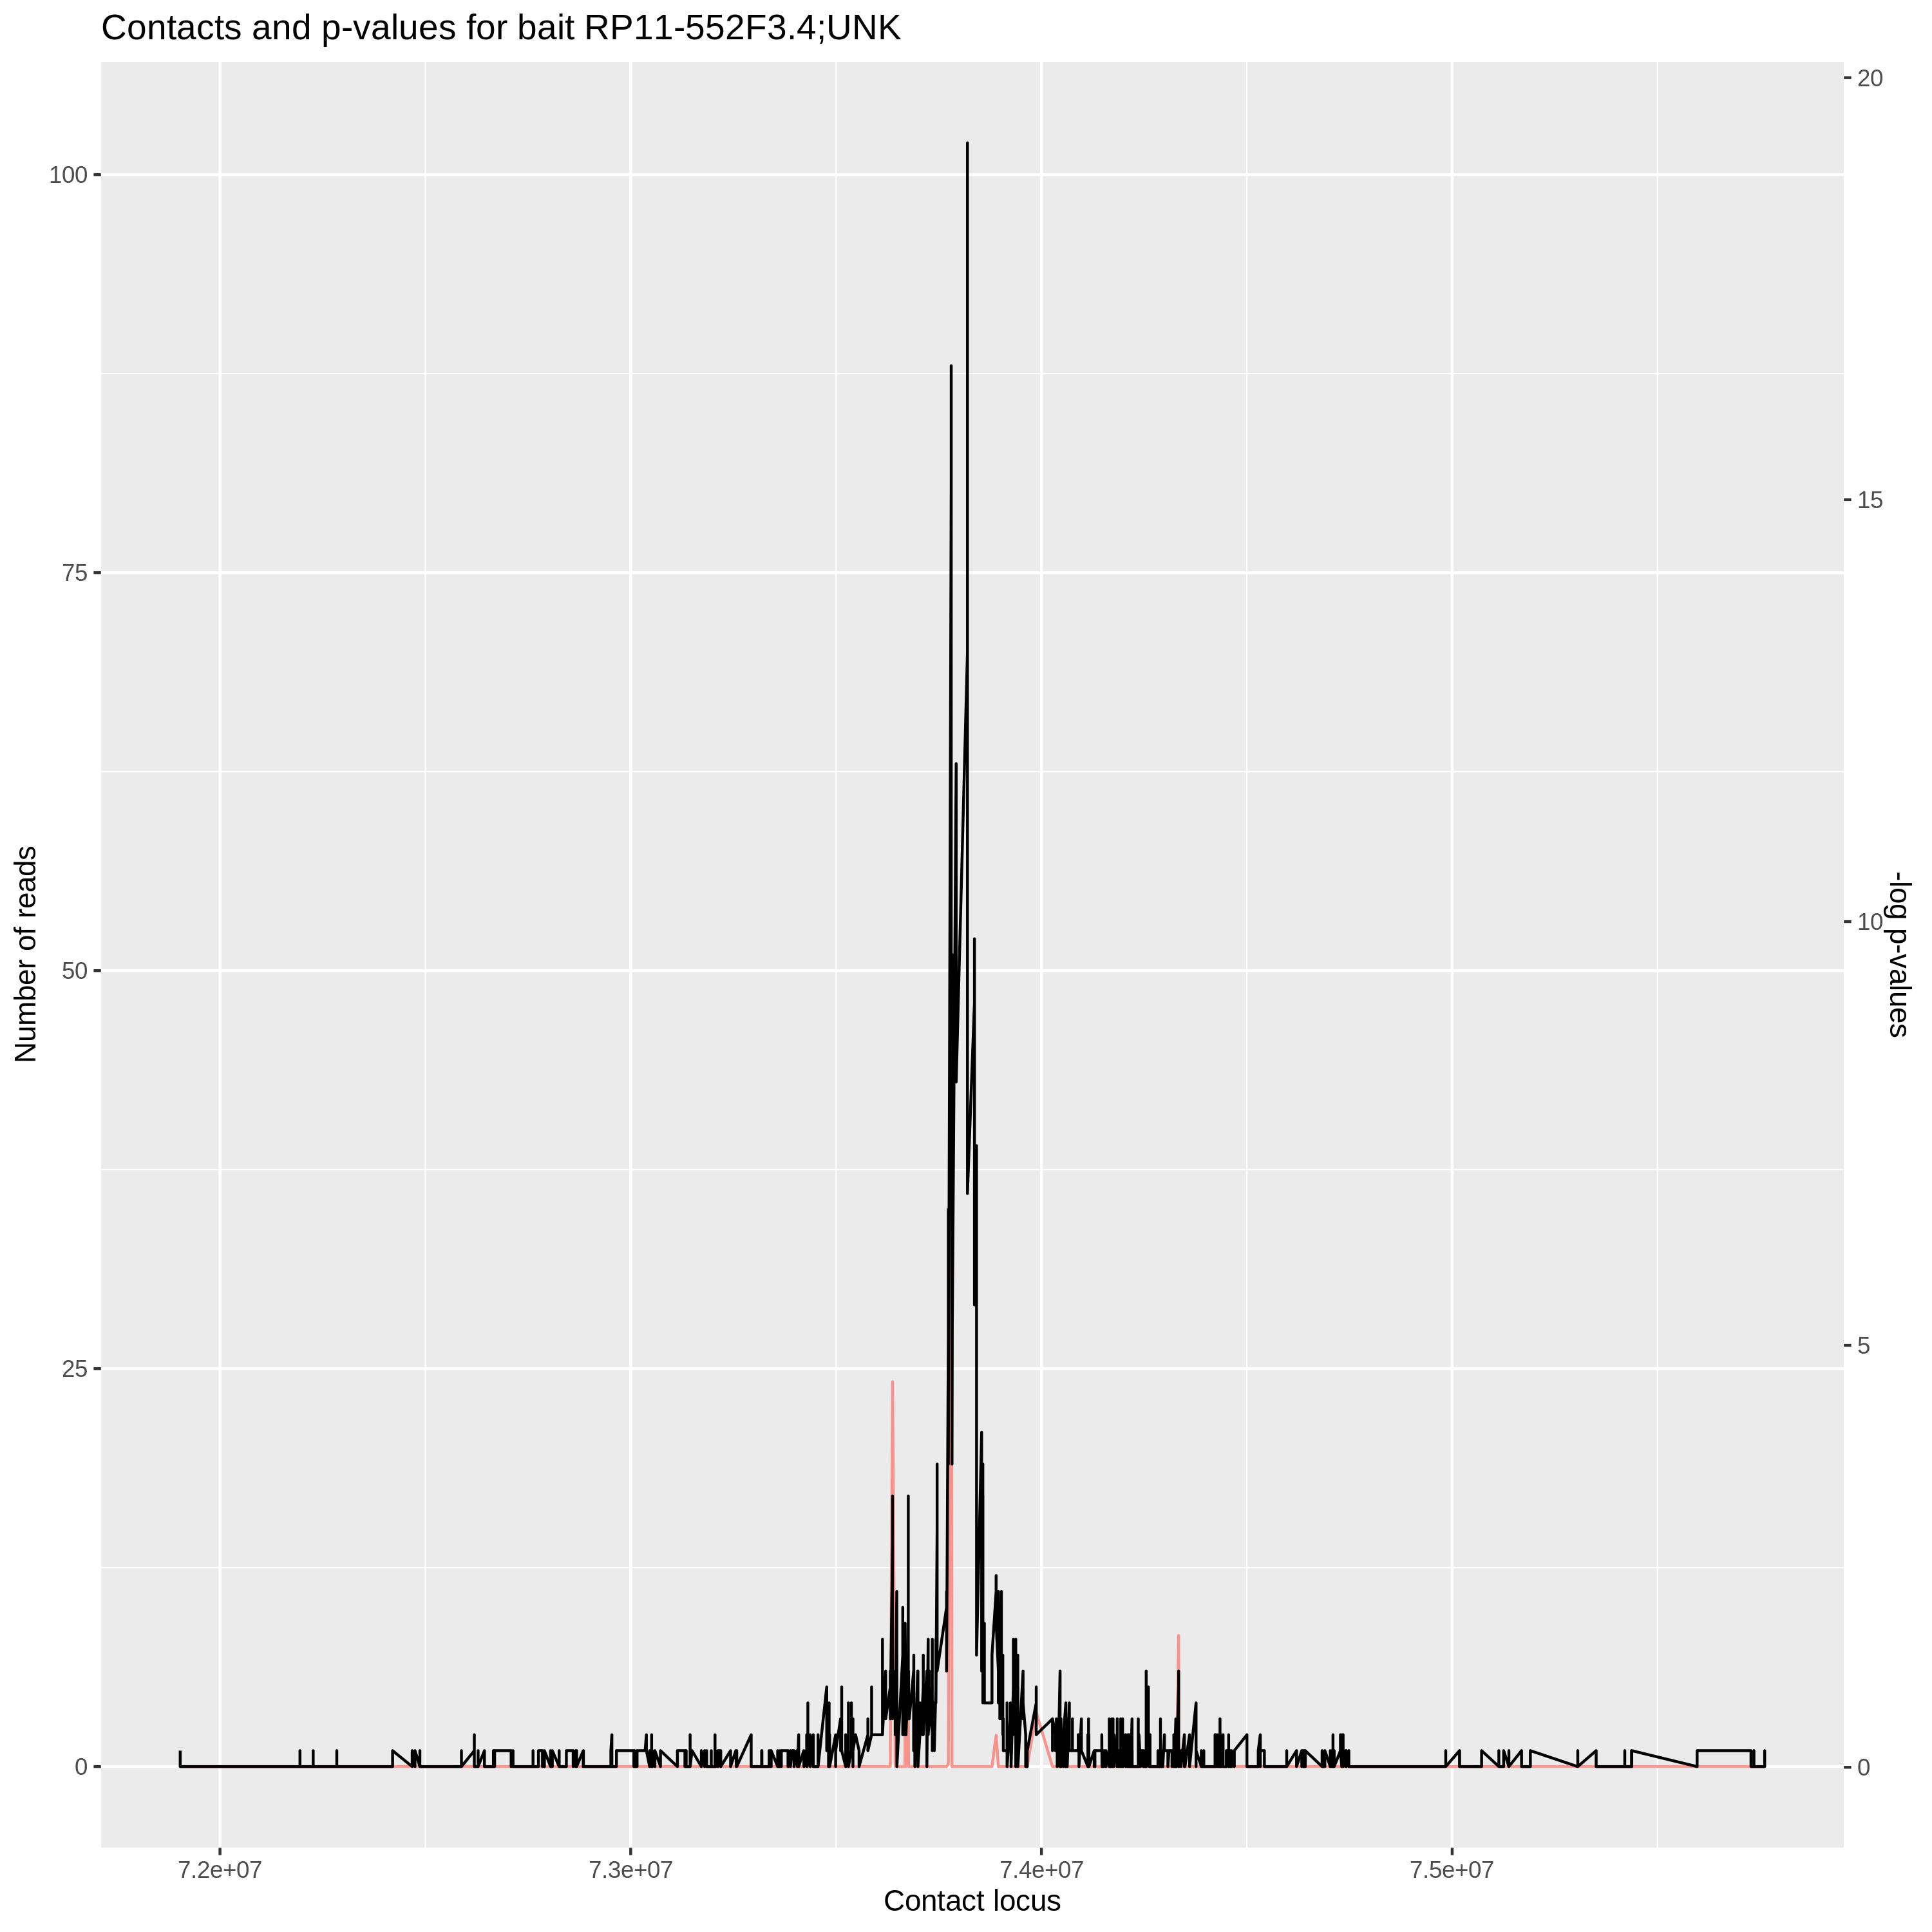 Contacts and p-values for bait RP11-552F3.4;UNK
100
75
50
25
0
Number of reads
20
15
10
5
0
-log p-values
7.2e+07
7.3e+07
7.4e+07
7.5e+07
Contact locus